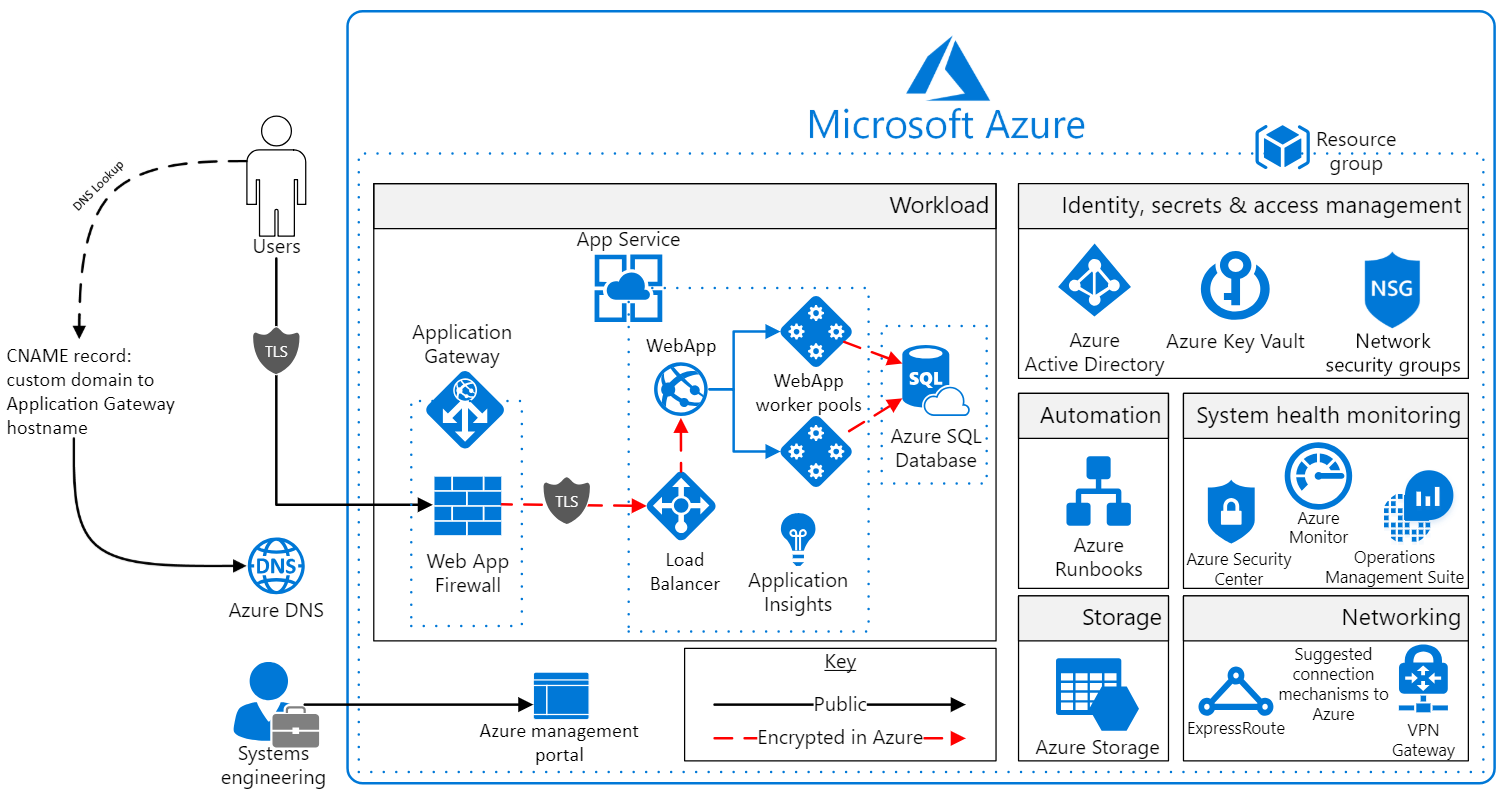 Microsoft Azure
Resource
group
DNS Lookup
Users
TLS
CNAME record:
custom domain to
Application Gateway
hostname
DNS
Azure DNS
Systems
engineering
Workload
App Service
Application
Gateway
Web App
Firewall
TLS
WebApp
Load
Balancer
WebApp
worker pools
Application
Insights
SQL
Azure SQL
Database
Azure management
portal
Key
Public
Encrypted in Azure
Identity, secrets & access management
Azure
Active Directory
Azure Key Vault
NSG
Network
security groups
Automation
Azure
Runbooks
System health monitoring
Azure Security
Center
Azure
Monitor
Operations
Management Suite
Storage
Azure Storage
Networking
ExpressRoute
Suggested
connection
mechanisms to
Azure
VPN
Gateway